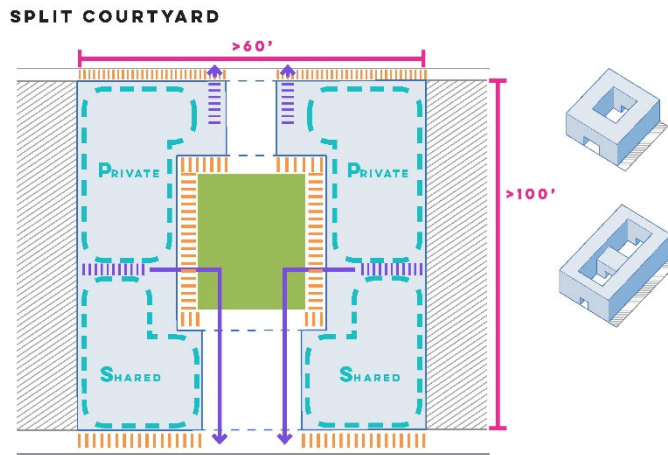 SPLIT COURTYARD
>60'
PRIVATE
PRIVATE
>100'
SHARED
SHARED